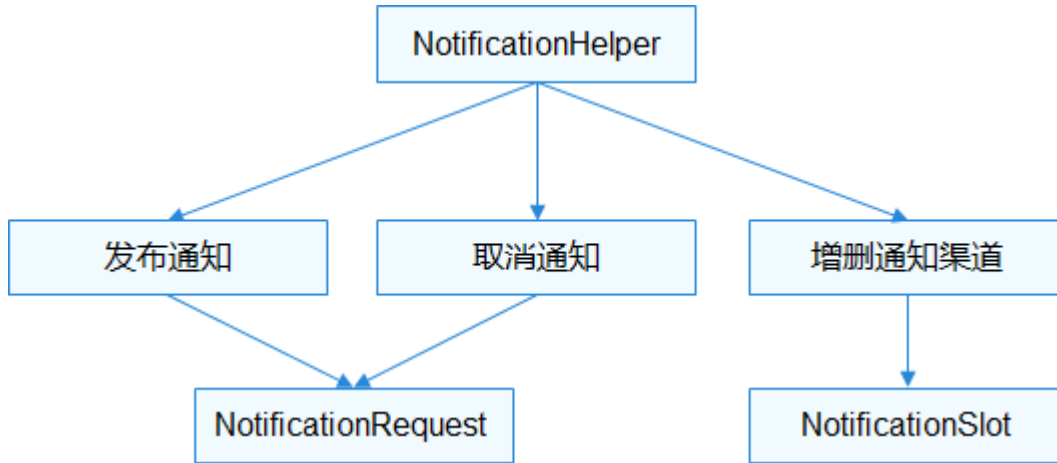 NotificationHelper
发布通知
取消通知
增删通知渠道
NotificationRequest
NotificationSlot